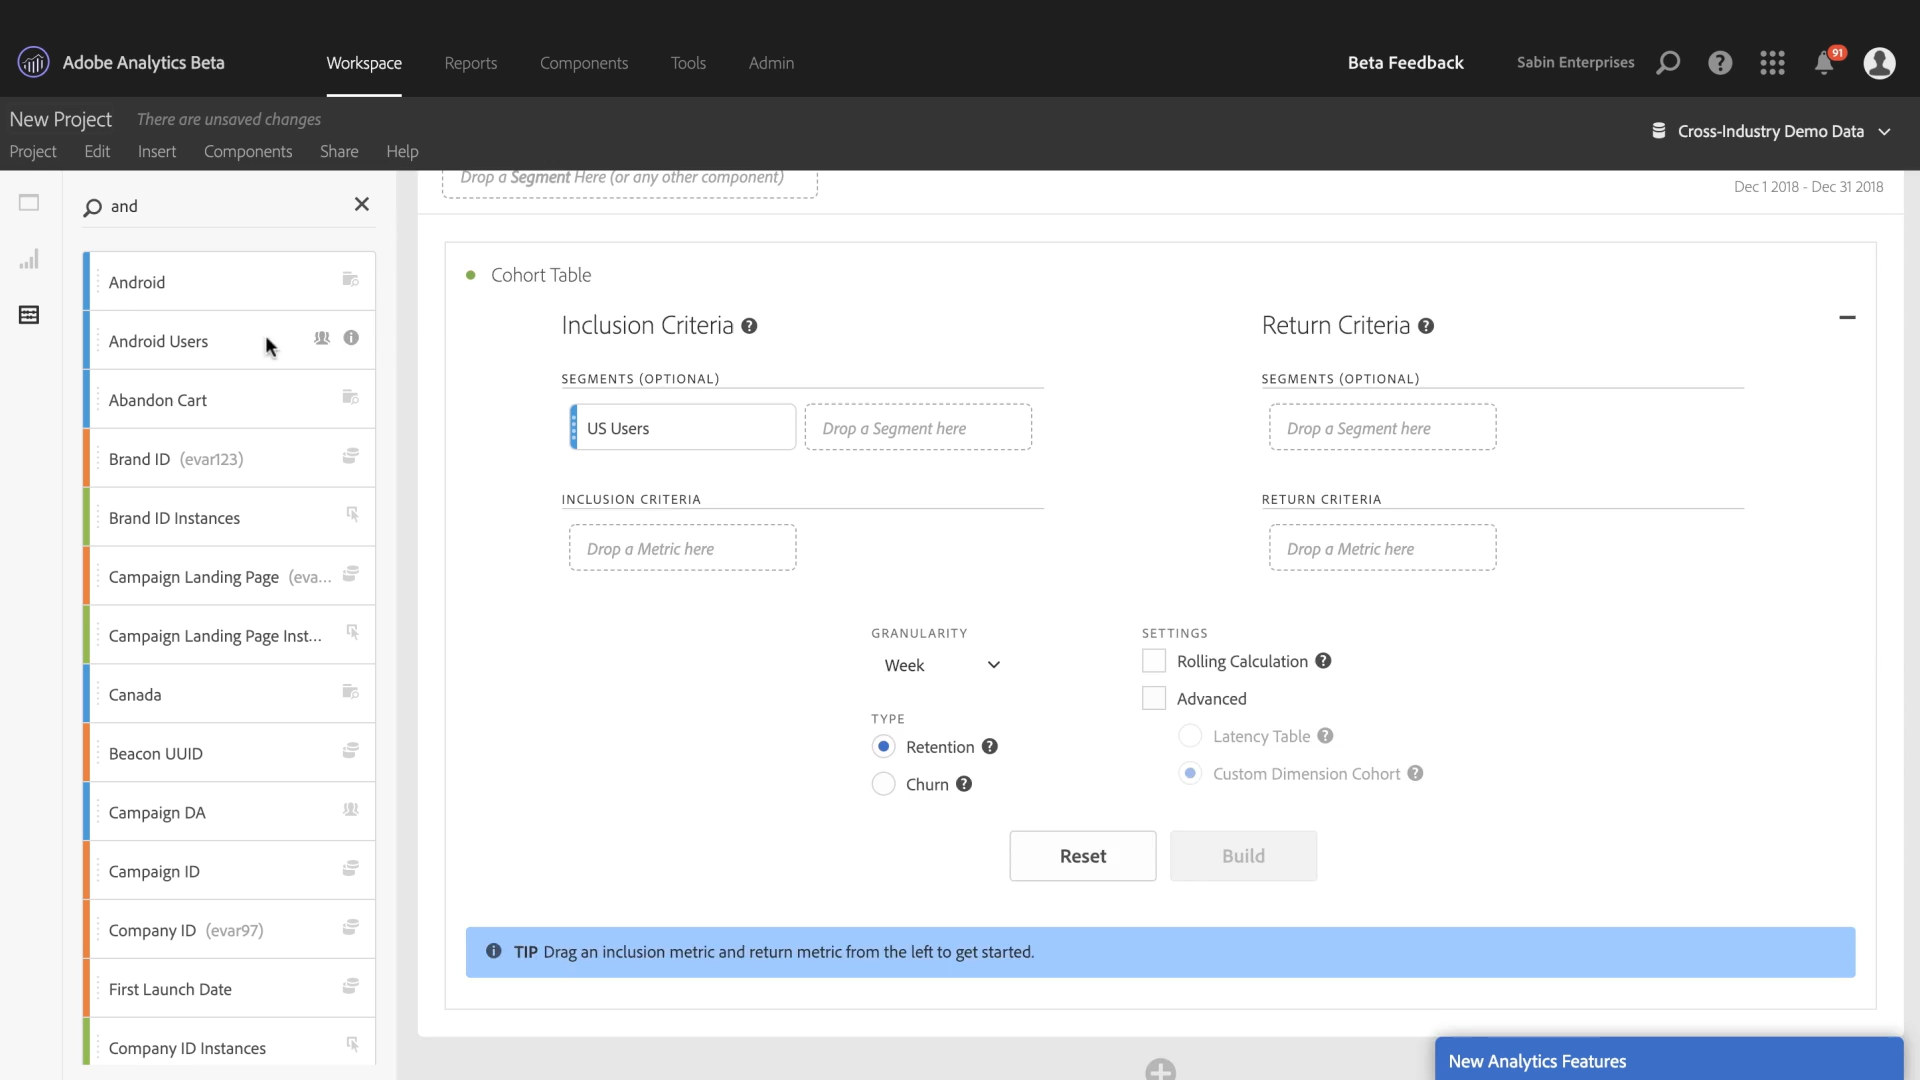 Adobe Analytics Beta
Workspace
Reports
Components
Tools
Admin
Beta Feedback
Sabin Enterprises
91
New Project
There are unsaved changes
Project
Edit
Insert
Components
Share
Help
Cross-Industry Demo Data
and
Android
Android Users
Abandon Cart
Brand ID (evar123)
Brand ID Instances
Campaign Landing Page (eva...
Campaign Landing Page Inst...
Canada
Beacon UUID
Campaign DA
Campaign ID
Company ID (evar97)
First Launch Date
Company ID Instances
Drop a Segment Here (or any other component)
Dec 1 2018 - Dec 31 2018
Cohort Table
Inclusion Criteria
SEGMENTS (OPTIONAL)
US Users
Drop a Segment here
INCLUSION CRITERIA
Drop a Metric here
Return Criteria
SEGMENTS (OPTIONAL)
Drop a Segment here
RETURN CRITERIA
Drop a Metric here
GRANULARITY
Week
TYPE
Retention
Churn
SETTINGS
Rolling Calculation
Advanced
Latency Table
Custom Dimension Cohort
Reset
Build
TIP Drag an inclusion metric and return metric from the left to get started.
New Analytics Features